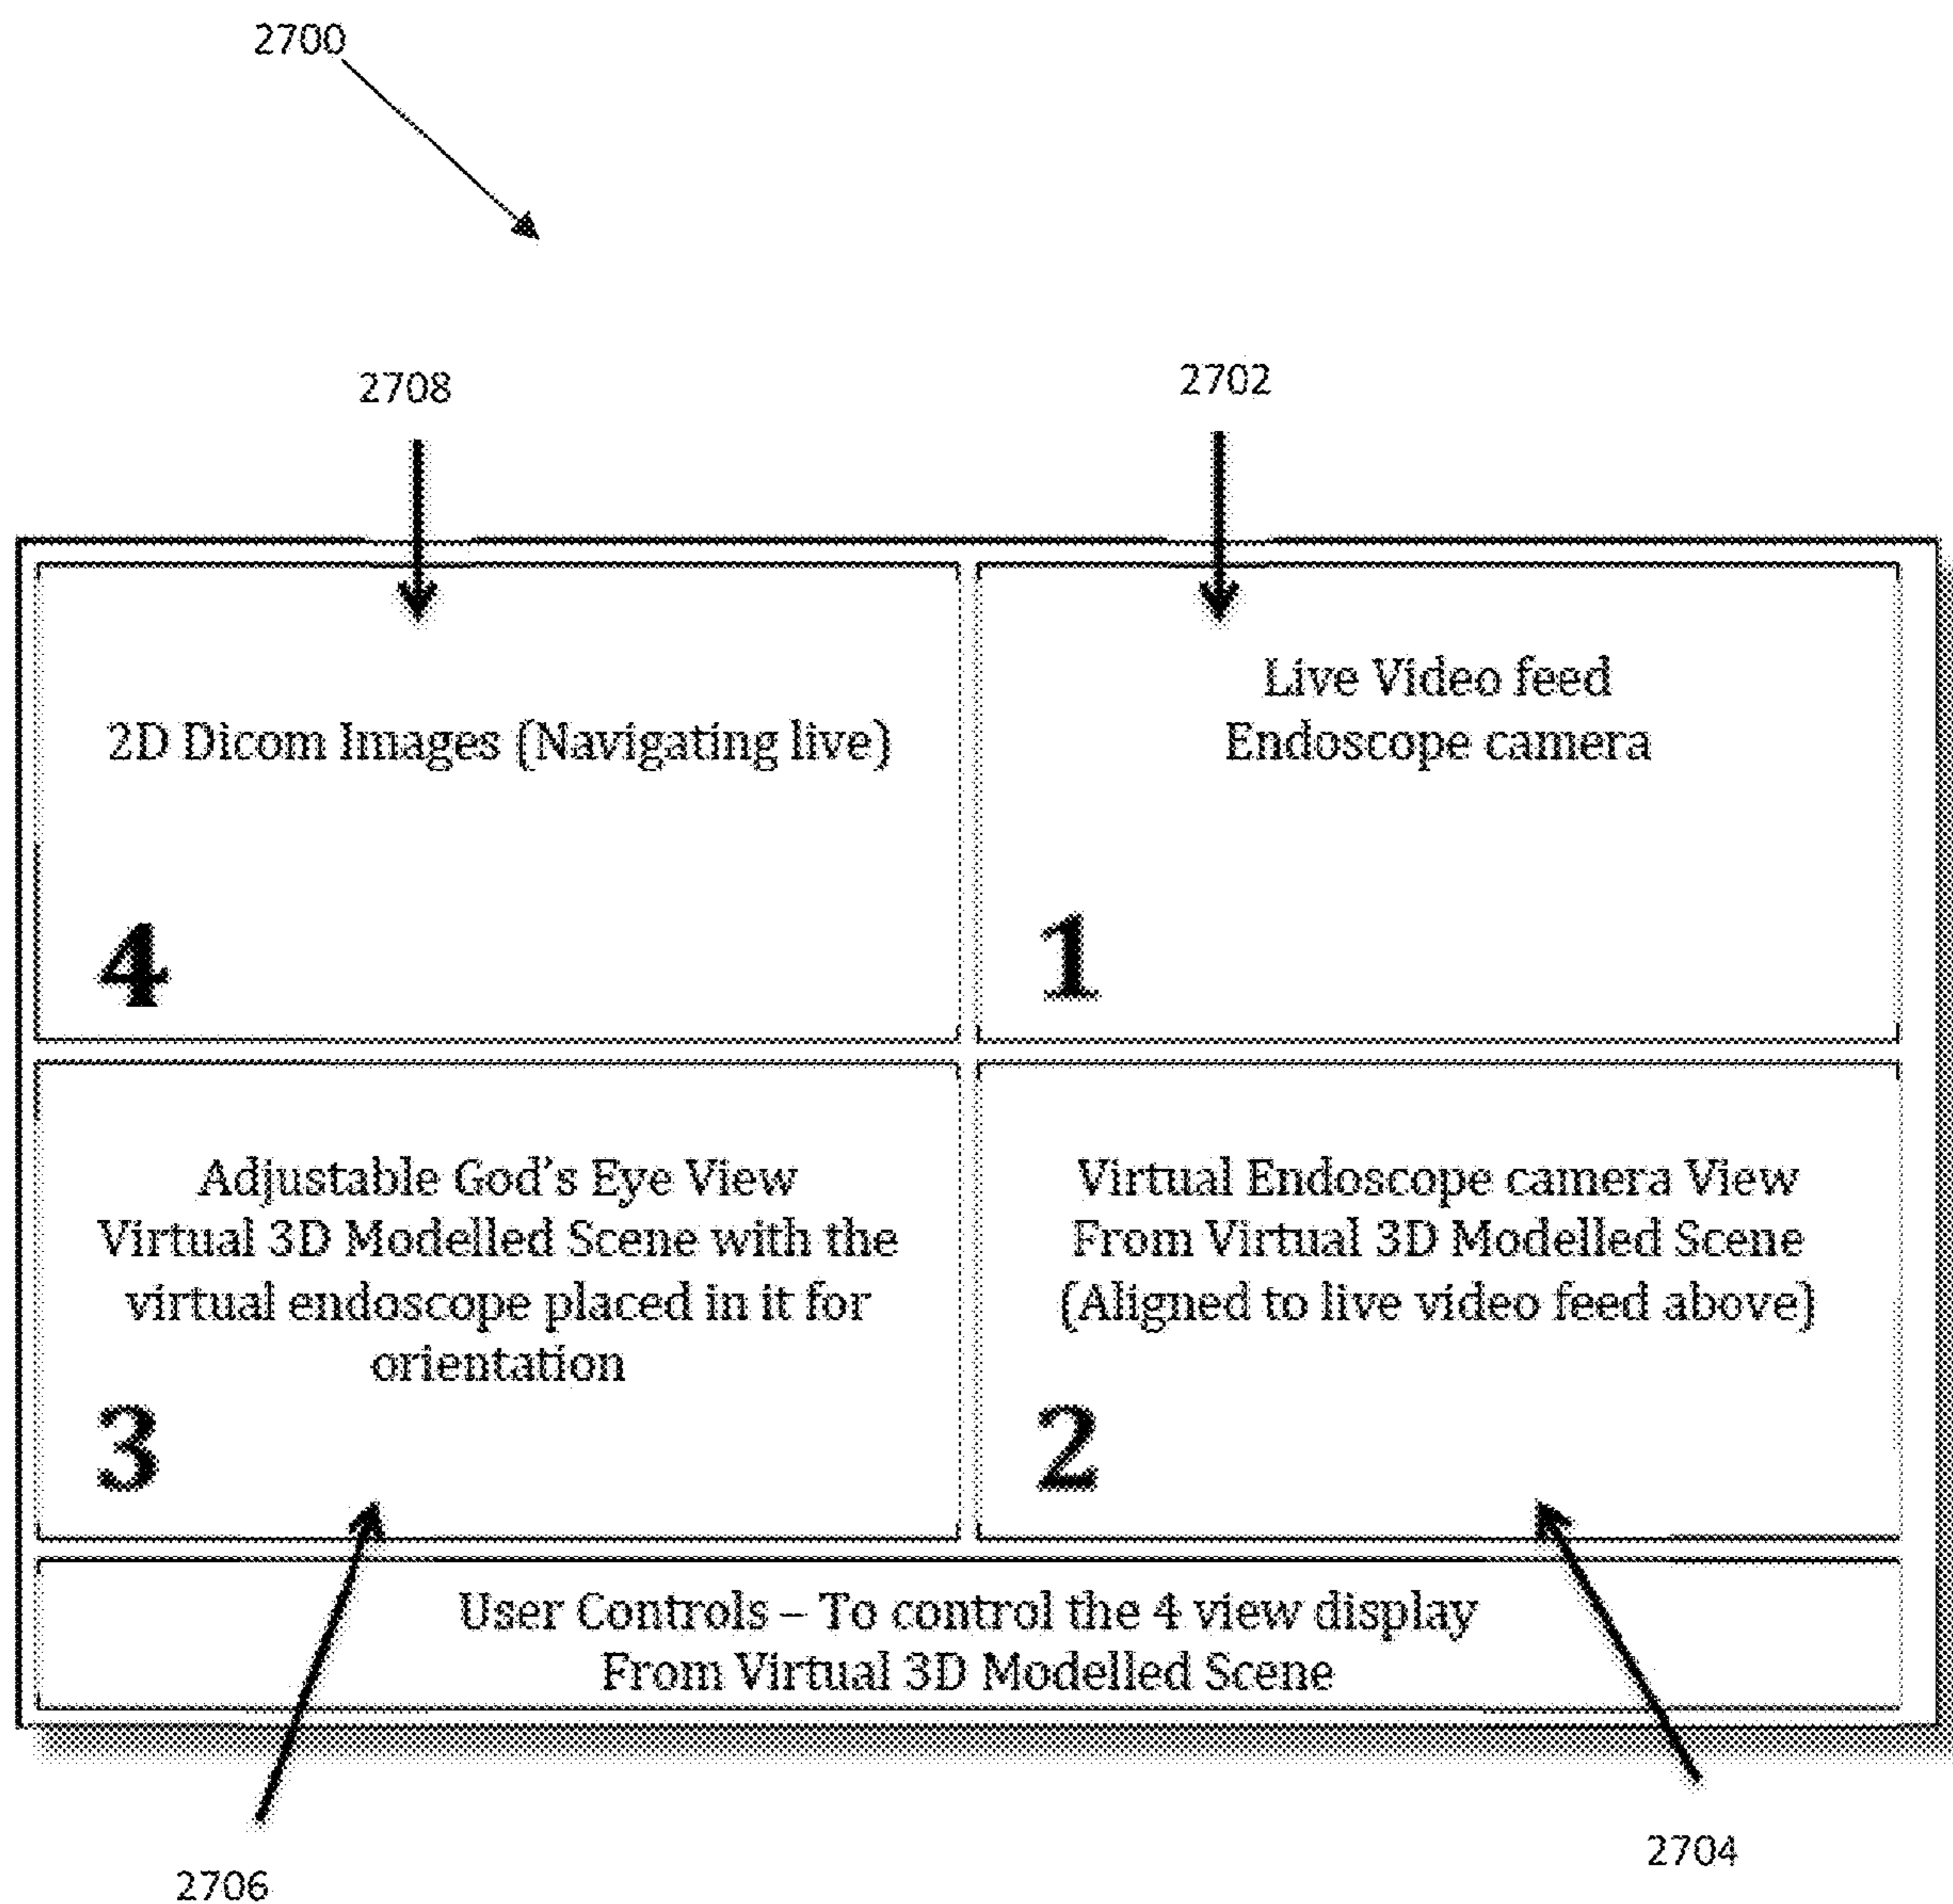 2700
2708
2702
2D Dicom Images (Navigating live)
4
Live Video feed
Endoscope camera
1
Adjustable God's Eye View
Virtual 3D Modelled Scene with the
virtual endoscope placed in it for
orientation
3
Virtual Endoscope camera View
From Virtual 3D Modelled Scene
(Aligned to live video feed above)
2
User Controls – To control the 4 view display
From Virtual 3D Modelled Scene
2706
2704